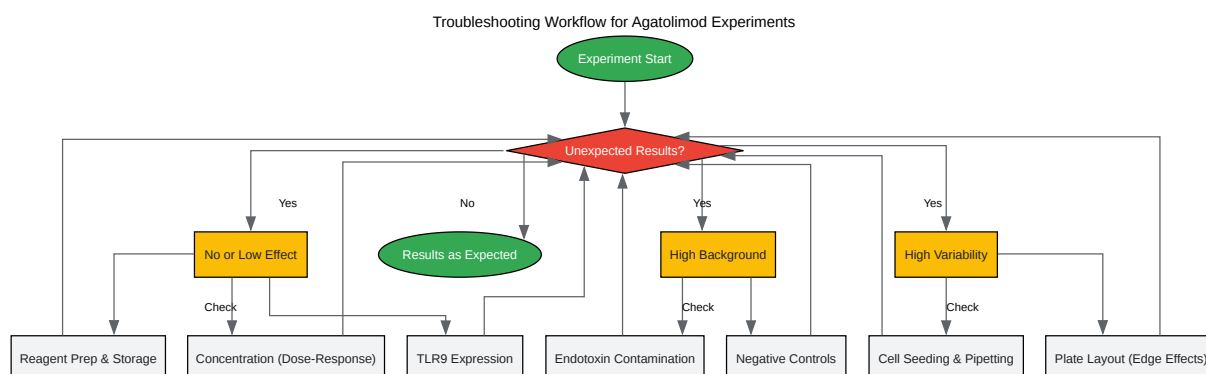 Troubleshooting Workflow for Agatolimod Experiments
Experiment Start
Unexpected Results?
Yes
No
Yes
Yes
No or Low Effect
Results as Expected
High Background
High Variability
Check
Check
Check
Reagent Prep & Storage
Concentration (Dose-Response)
TLR9 Expression
Endotoxin Contamination
Negative Controls
Cell Seeding & Pipetting
Plate Layout (Edge Effects)